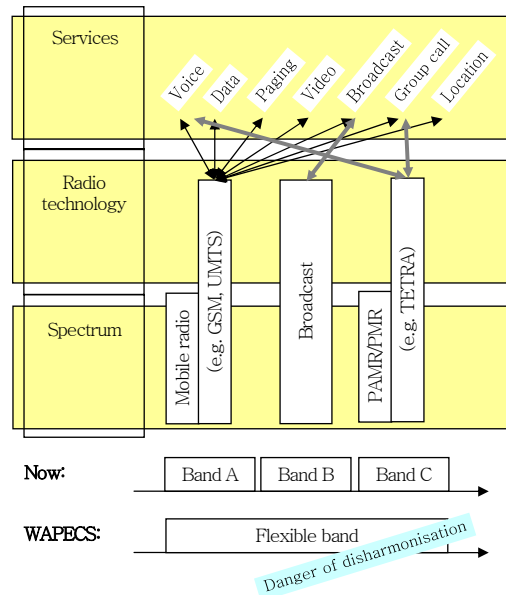 Services
Voice
Data
Paging
Video
Broadcast
Group call
Location
Radio
technology
Spectrum
Mobile radio
(e.g. GSM, UMTS)
Broadcast
PAMR/PMR
(e.g. TETRA)
Now:
Band A
Band B
Band C
WAPECS:
Flexible band
Danger of disharmonisation